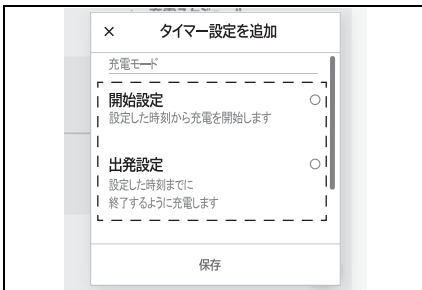 × タイマー設定を追加
充電モード
開始設定
設定した時刻から充電を開始します
出発設定
設定した時刻までに
終了するように充電します
保存